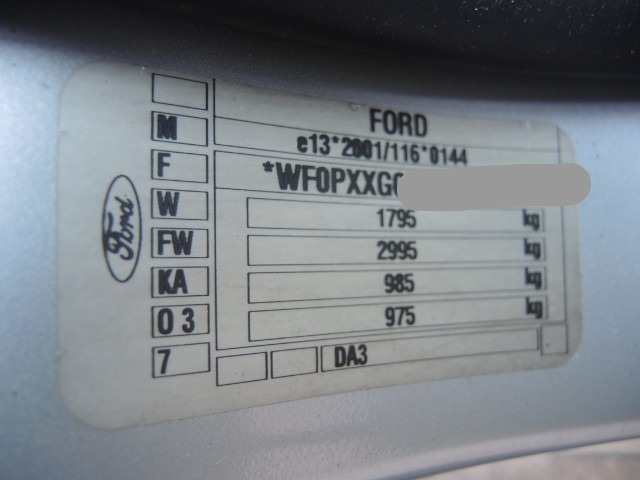 FORD
e13*2001/116*0144
*WF0PXXG
M
F
W
FW
KA
0 3
7
Ford
1795 kg
2995 kg
985 kg
975 kg
DA3